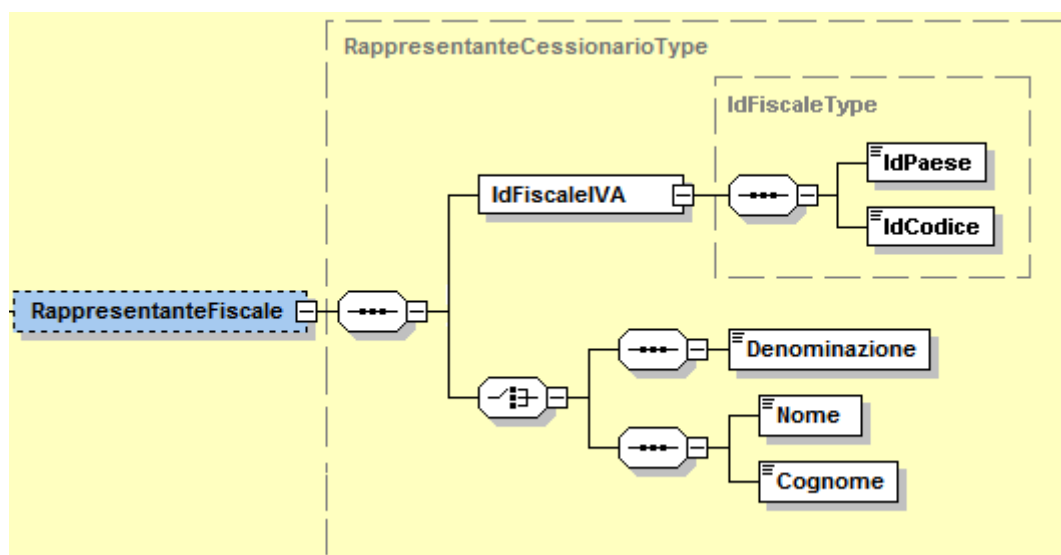 RappresentanteCessionarioType
IdFiscaleType
IdPaese
IdFiscaleIVA
IdCodice
RappresentanteFiscale
Denominazione
Nome
Cognome